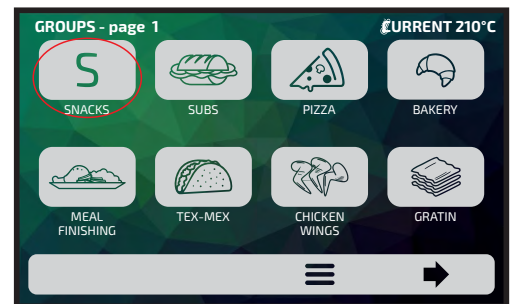 GROUPS - page 1
CURRENT 210°C
S
SNACKS
SUBS
PIZZA
BAKERY
MEAL
FINISHING
TEX-MEX
CHICKEN
WINGS
GRATIN